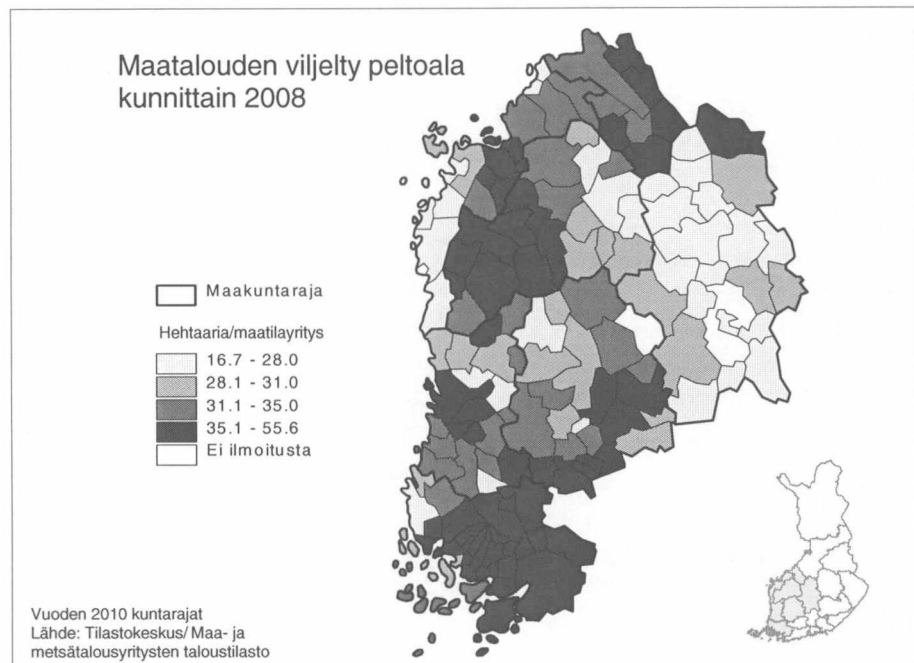 Maatalouden viljelty peltoala
kunnittain 2008
Maakuntaraja
Hehtaaria/maatilayritys
16.7 - 28.0
28.1 - 31.0
31.1 - 35.0
35.1 - 55.6
Ei ilmoitusta
Vuoden 2010 kuntarajat
Lähde: Tilastokeskus/ Maa- ja
metsätalousyritysten taloustilasto